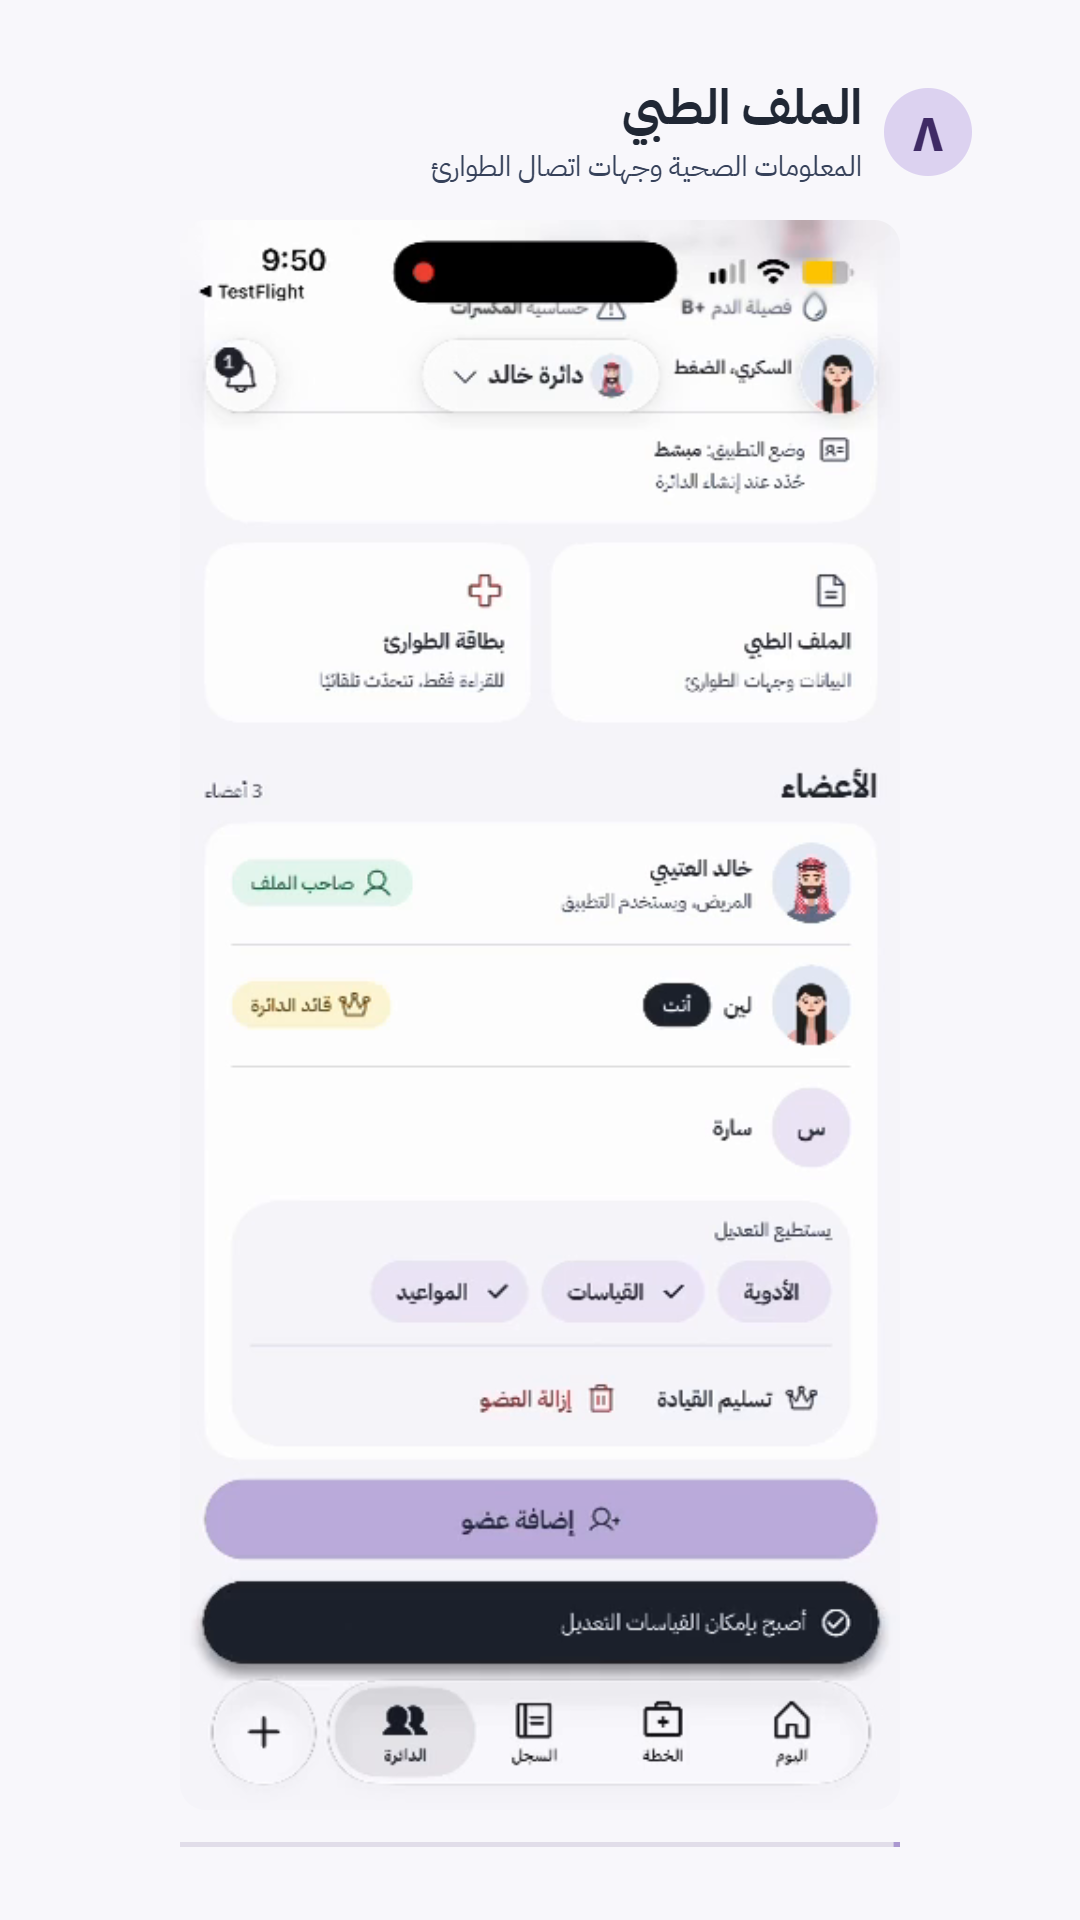 ٨
الملف الطبي
المعلومات الصحية وجهات اتصال الطوارئ
9:50
TestFlight
فصيلة الدم B+
حساسية المكسرات
السكري، الضغط
دائرة خالد
1
وضع التطبيق: مبسّط
حُدّد عند إنشاء الدائرة
الملف الطبي
البيانات وجهات الطوارئ
بطاقة الطوارئ
للقراءة فقط، تتحدّث تلقائيًا
الأعضاء
3 أعضاء
خالد العتيبي
المريض، ويستخدم التطبيق
صاحب الملف
لين
أنت
قائد الدائرة
س
سارة
يستطيع التعديل
الأدوية
القياسات
المواعيد
تسليم القيادة
إزالة العضو
إضافة عضو
أصبح بإمكان القياسات التعديل
اليوم
الخطة
السجل
الدائرة